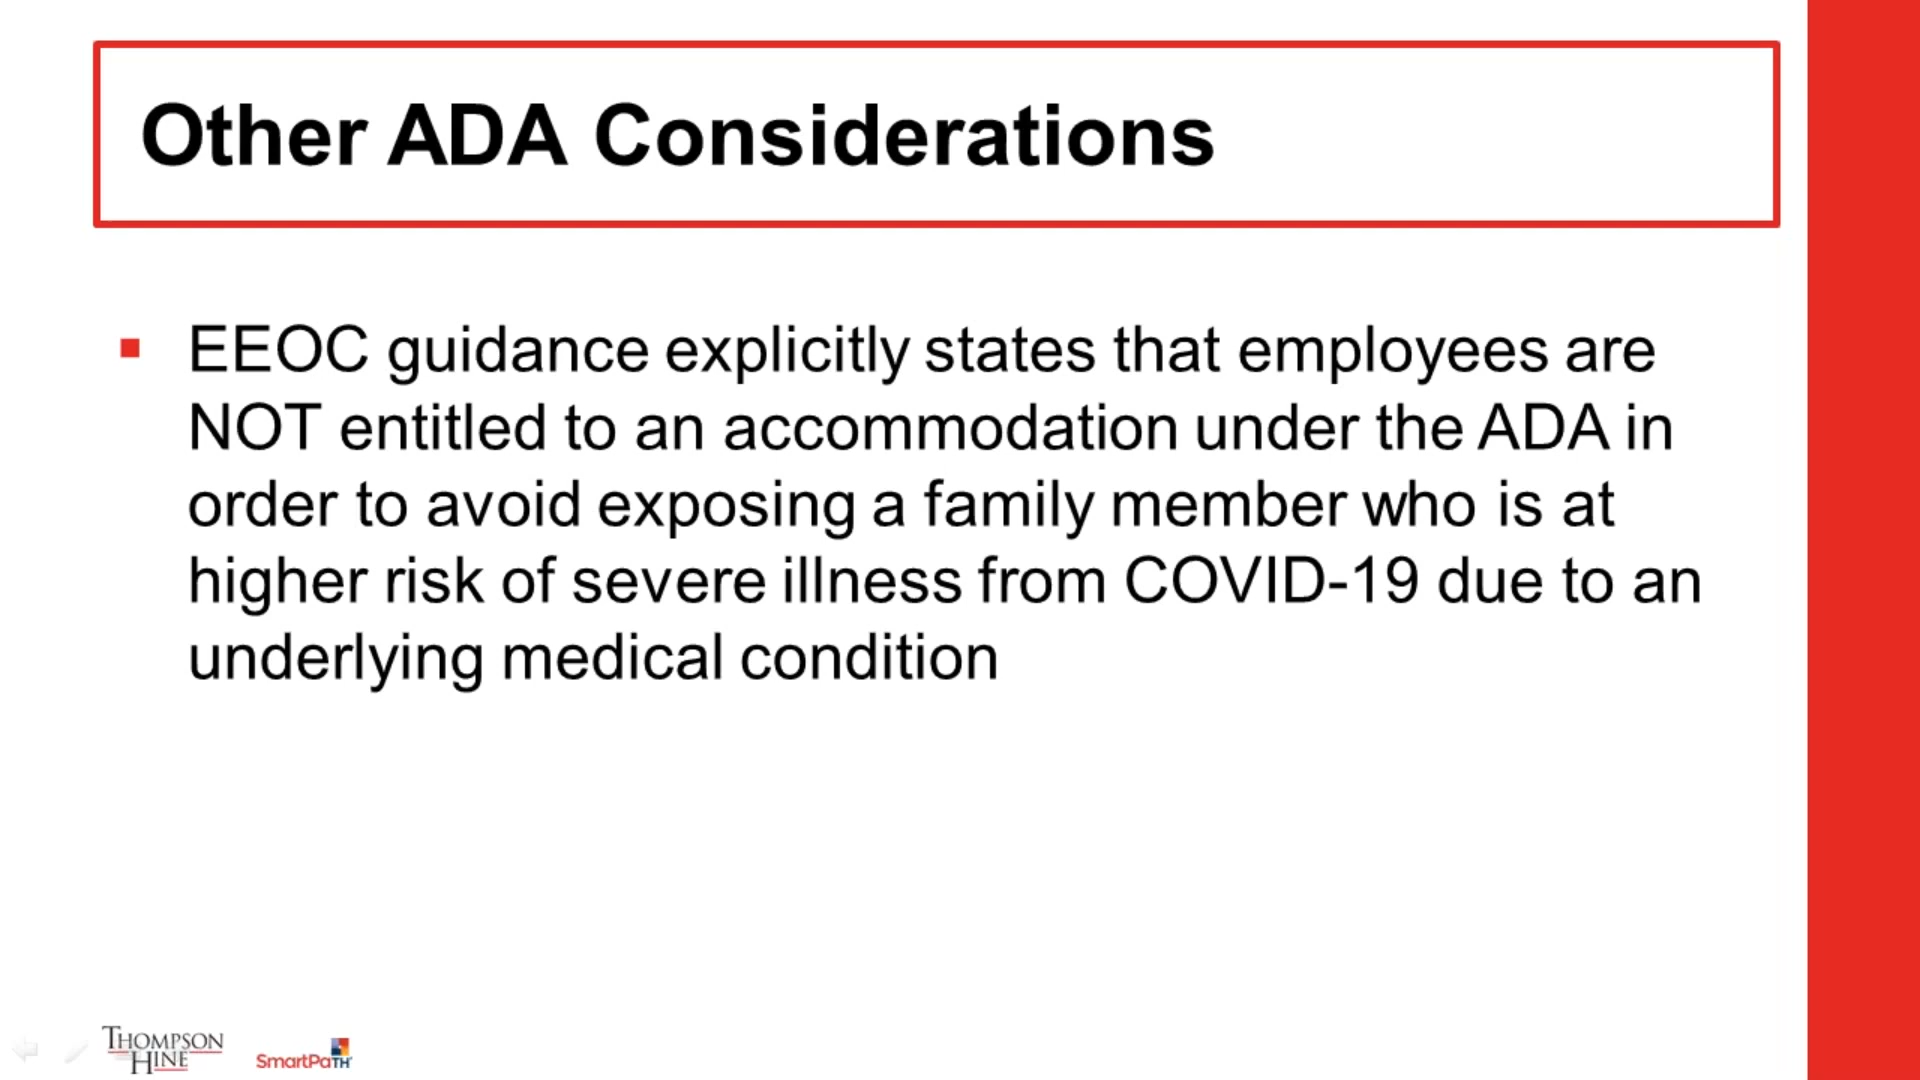 Other ADA Considerations
EEOC guidance explicitly states that employees are
NOT entitled to an accommodation under the ADA in
order to avoid exposing a family member who is at
higher risk of severe illness from COVID-19 due to an
underlying medical condition
THOMPSON
HINE
SmartPaTH